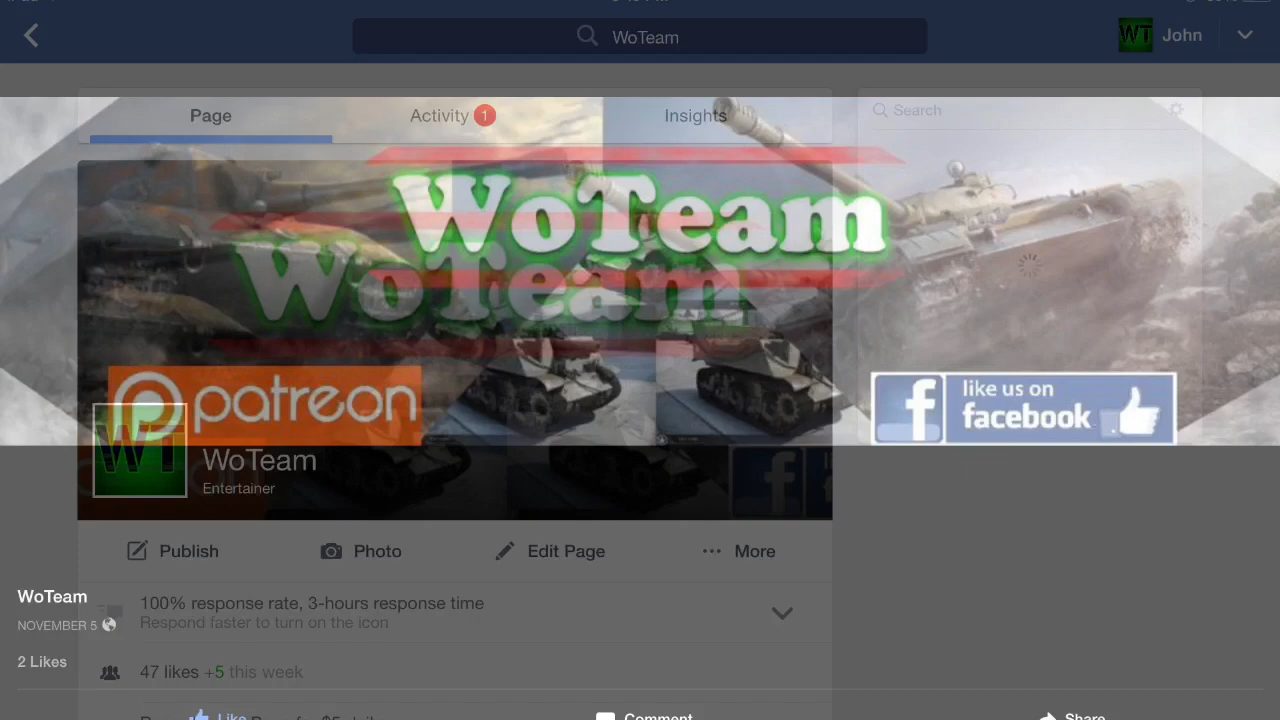 WoTeam
WT
John
Page
Activity 1
Insights
Search
WoTeam
WoTeam
patreon
like us on
facebook
WT
WoTeam
Entertainer
Publish
Photo
Edit Page
More
WoTeam
100% response rate, 3-hours response time
NOVEMBER 5
Respond faster to turn on the icon
2 Likes
47 likes +5 this week
Like
Comment
Share